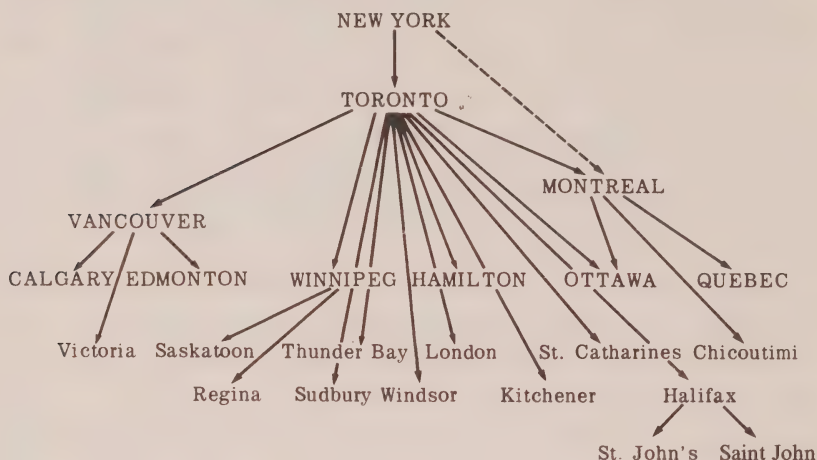 NEW YORK
TORONTO
MONTREAL
VANCOUVER
CALGARY EDMONTON WINNIPEG HAMILTON OTTAWA QUEBEC
Victoria Saskatoon Thunder Bay London St. Catharines Chicoutimi
Regina Sudbury Windsor Kitchener Halifax
St. John's Saint John